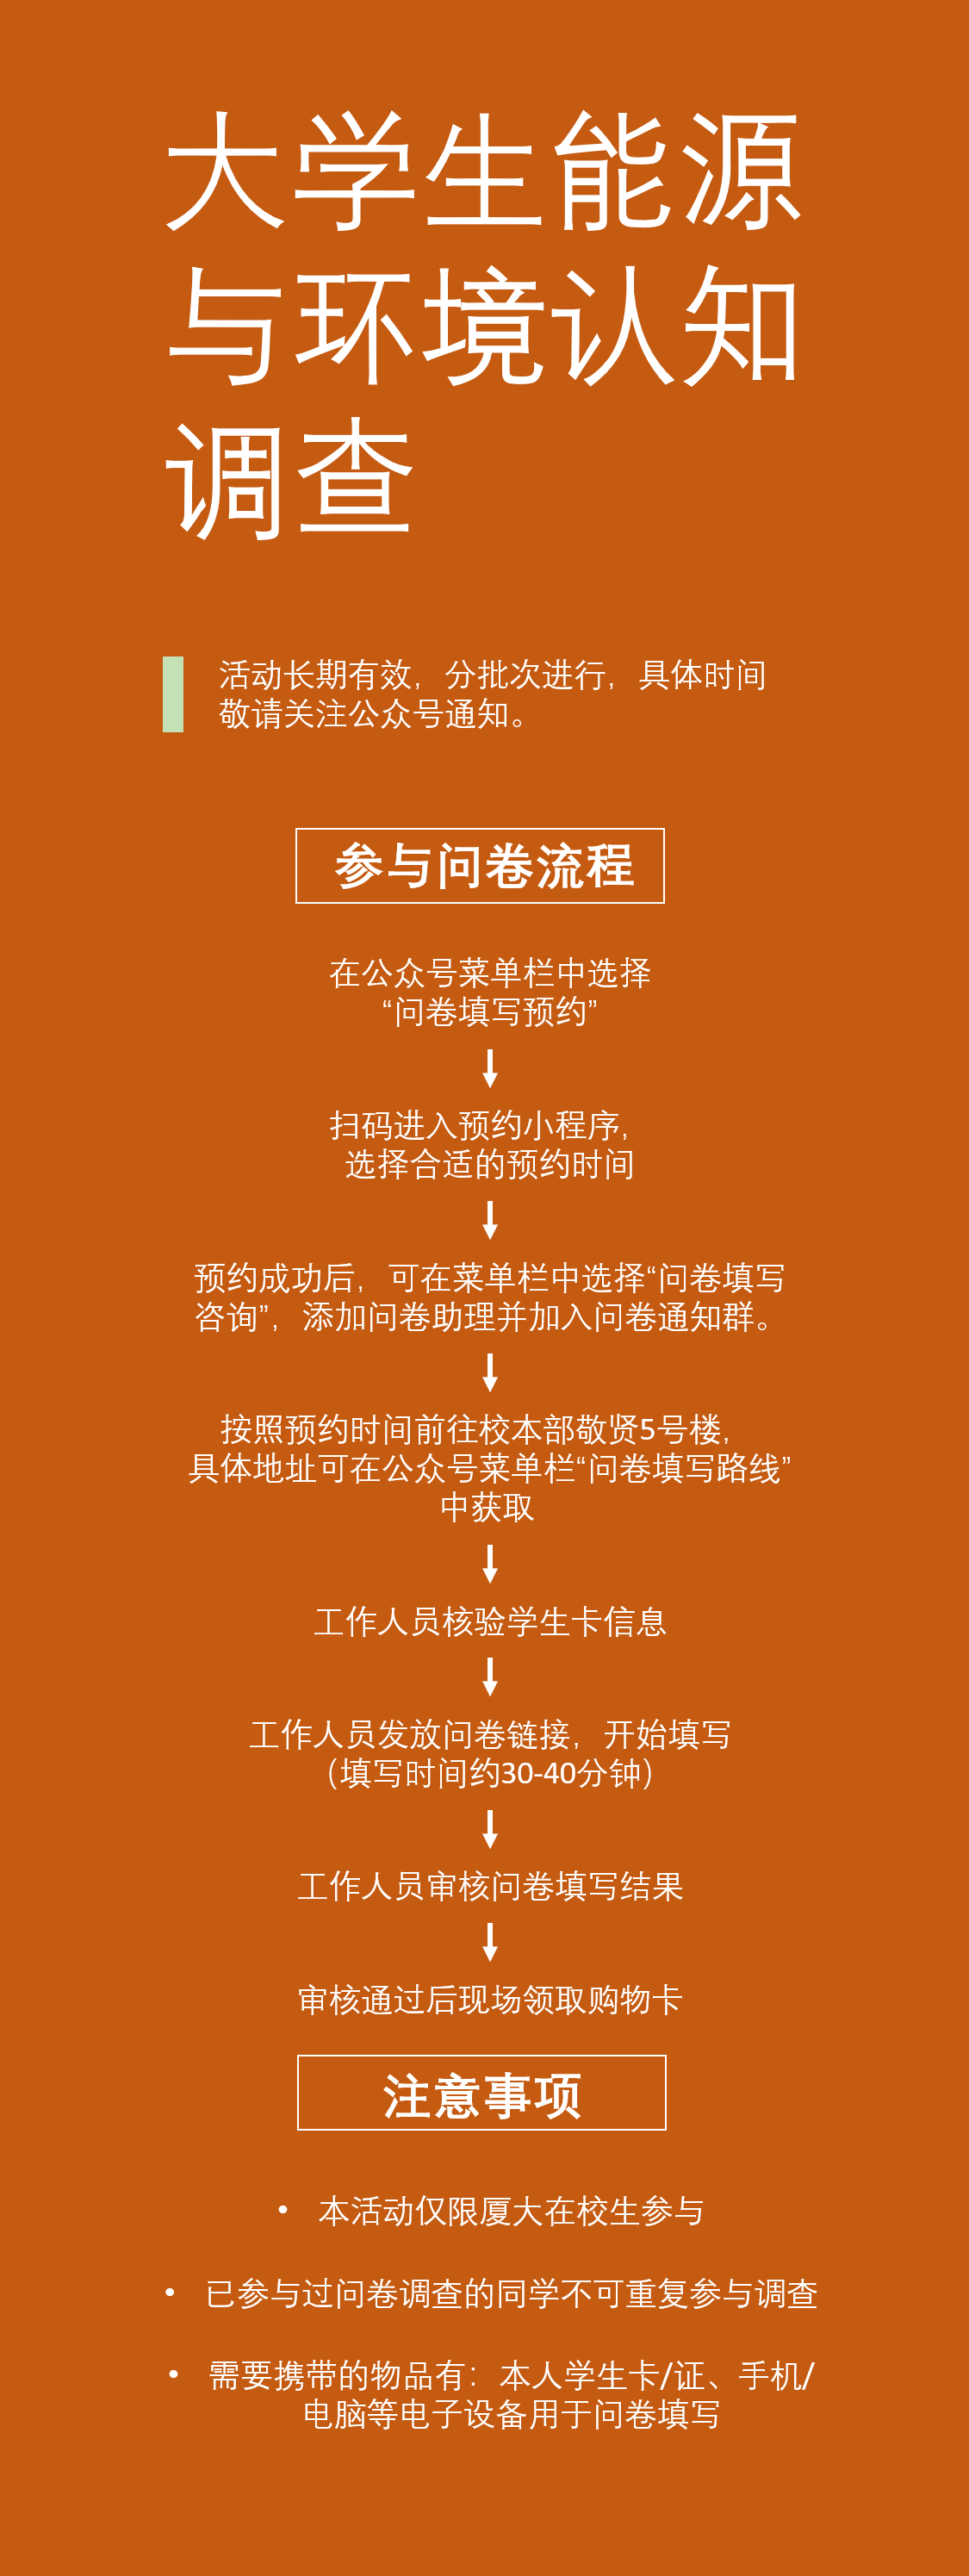 大学生能源
与环境认知
调查
活动长期有效，分批次进行，具体时间
敬请关注公众号通知。
参与问卷流程
在公众号菜单栏中选择
“问卷填写预约”
扫码进入预约小程序，
选择合适的预约时间
预约成功后，可在菜单栏中选择“问卷填写
咨询”，添加问卷助理并加入问卷通知群。
按照预约时间前往校本部敬贤5号楼，
具体地址可在公众号菜单栏“问卷填写路线”
中获取
工作人员核验学生卡信息
工作人员发放问卷链接，开始填写
（填写时间约30-40分钟）
工作人员审核问卷填写结果
审核通过后现场领取购物卡
注意事项
• 本活动仅限厦大在校生参与
• 已参与过问卷调查的同学不可重复参与调查
• 需要携带的物品有：本人学生卡/证、手机/
电脑等电子设备用于问卷填写